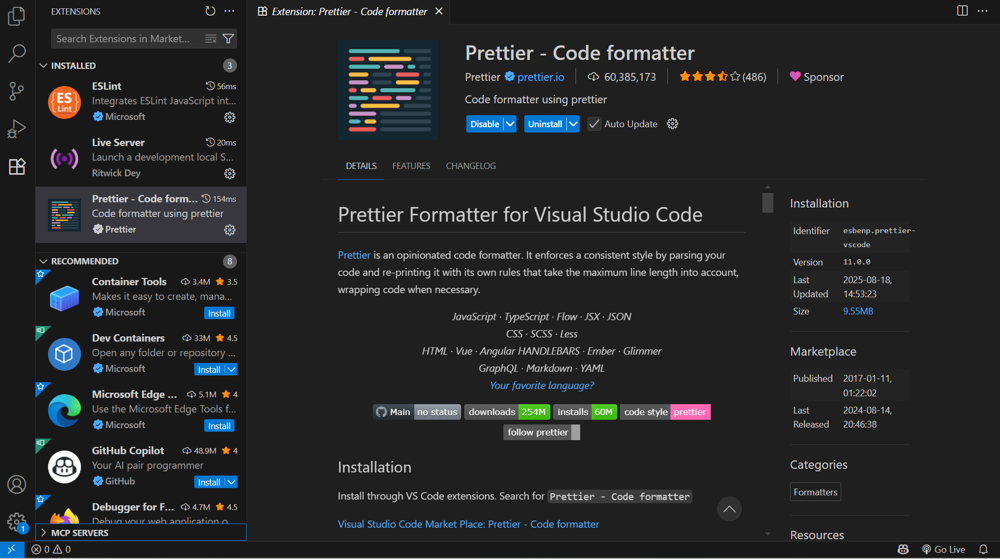 EXTENSIONS
Search Extensions in Market...
INSTALLED
3
ES
Lint
ESLint
56ms
Integrates ESLint JavaScript int...
Microsoft
Live Server
20ms
Launch a development local S...
Ritwick Dey
Prettier - Code form...
154ms
Code formatter using prettier
Prettier
RECOMMENDED
8
Container Tools
3.4M
3.5
Makes it easy to create, mana...
Microsoft
Install
Dev Containers
33M
4.5
Open any folder or repository ...
Microsoft
Install
Microsoft Edge ...
5.1M
4
Use the Microsoft Edge Tools f...
Microsoft
Install
GitHub Copilot
48.9M
4
Your AI pair programmer
GitHub
Install
Debugger for F...
4.7M
4.5
Debug your web application o
MCP SERVERS
1
0
0
Extension: Prettier - Code formatter
Prettier - Code formatter
Prettier
prettier.io
60,385,173
(486)
Sponsor
Code formatter using prettier
Disable
Uninstall
Auto Update
DETAILS
FEATURES
CHANGELOG
Prettier Formatter for Visual Studio Code
Prettier is an opinionated code formatter. It enforces a consistent style by parsing your
code and re-printing it with its own rules that take the maximum line length into account,
wrapping code when necessary.
JavaScript · TypeScript · Flow · JSX · JSON
CSS · SCSS · Less
HTML · Vue · Angular HANDLEBARS · Ember · Glimmer
GraphQL · Markdown · YAML
Your favorite language?
Main no status
downloads 254M
installs 60M
code style prettier
follow prettier
Installation
Install through VS Code extensions. Search for Prettier - Code formatter
Visual Studio Code Market Place: Prettier - Code formatter
Installation
Identifier
esbenp.prettier-
vscode
Version
11.0.0
Last
Updated
2025-08-18,
14:53:23
Size
9.55MB
Marketplace
Published
2017-01-11,
01:22:02
Last
Released
2024-08-14,
20:46:38
Categories
Formatters
Resources
Go Live